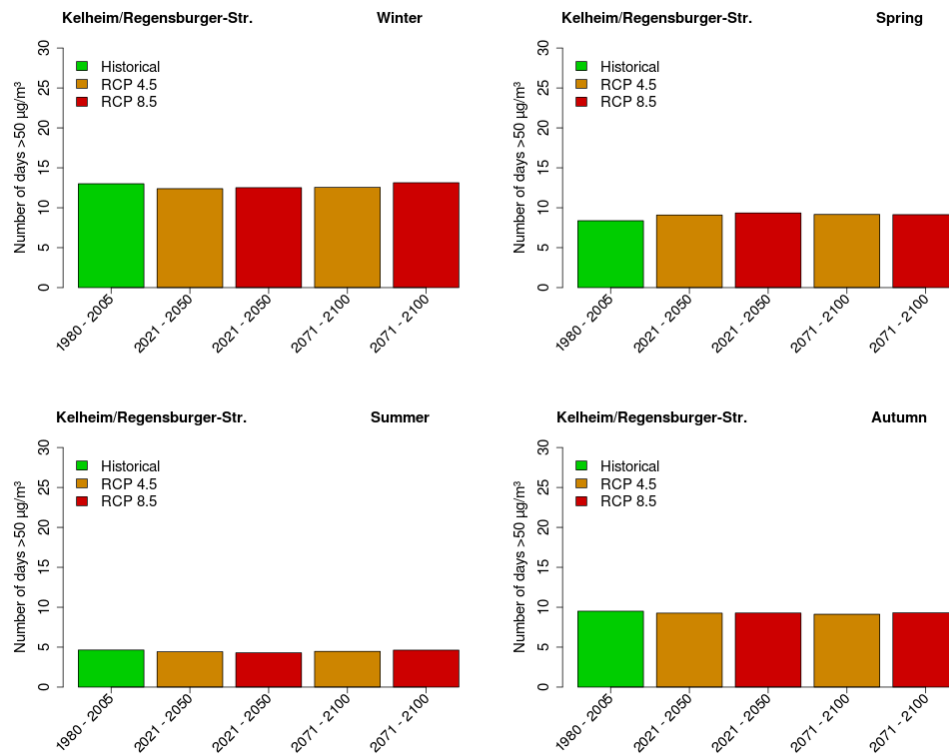 Kelheim/Regensburger-Str. Winter
Number of days >50 µg/m³
30
25
20
15
10
5
0
Historical
RCP 4.5
RCP 8.5
1980 - 2005
2021 - 2050
2021 - 2050
2071 - 2100
2071 - 2100
Kelheim/Regensburger-Str. Spring
Number of days >50 µg/m³
30
25
20
15
10
5
0
Historical
RCP 4.5
RCP 8.5
1980 - 2005
2021 - 2050
2021 - 2050
2071 - 2100
2071 - 2100
Kelheim/Regensburger-Str. Summer
Number of days >50 µg/m³
30
25
20
15
10
5
0
Historical
RCP 4.5
RCP 8.5
1980 - 2005
2021 - 2050
2021 - 2050
2071 - 2100
2071 - 2100
Kelheim/Regensburger-Str. Autumn
Number of days >50 µg/m³
30
25
20
15
10
5
0
Historical
RCP 4.5
RCP 8.5
1980 - 2005
2021 - 2050
2021 - 2050
2071 - 2100
2071 - 2100